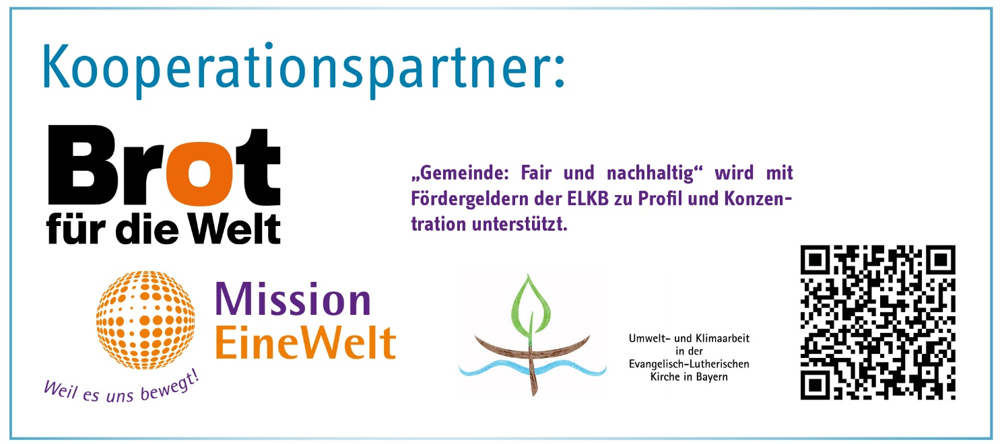 Kooperationspartner:
Brot
für die Welt
„Gemeinde: Fair und nachhaltig“ wird mit
Fördergeldern der ELKB zu Profil und Konzen-
tration unterstützt.
Mission
EineWelt
Weil es uns bewegt!
Umwelt- und Klimaarbeit
in der
Evangelisch-Lutherischen
Kirche in Bayern